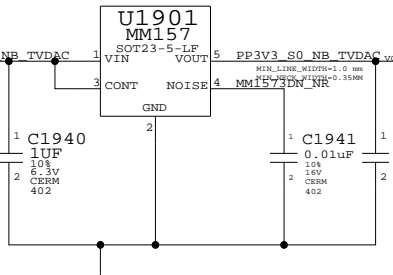 U1901
MM157
SOT23-5-LF
NB_TVDAC 1 VIN VOUT 5 PP3V3_S0_NB_TVDAC
MIN_LINE_WIDTH=1.0 mm
MIN_NECK_WIDTH=0.35MM
3 CONT NOISE 4 MM1573DN_NR
GND
2
1 C1940
1UF
10%
6.3V
2 CERM
402
1 C1941 1
0.01uF
10%
16V
2 CERM 2
402